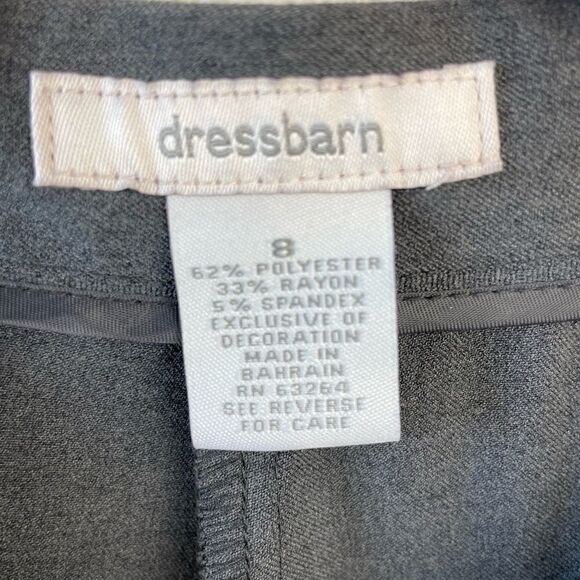 dressbarn
8
62% POLYESTER
33% RAYON
5% SPANDEX
EXCLUSIVE OF
DECORATION
MADE IN
BAHRAIN
RN 63264
SEE REVERSE
FOR CARE